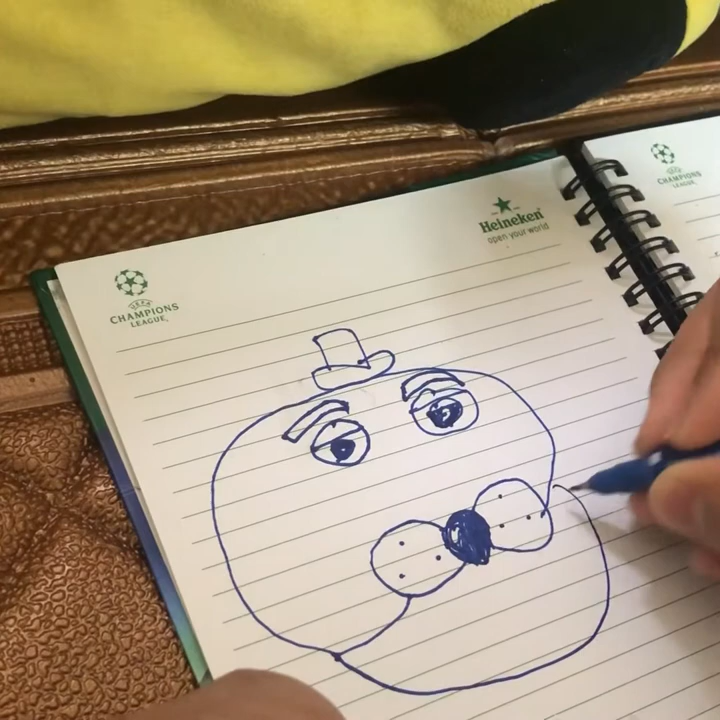 UEFA
CHAMPIONS
LEAGUE.
Heineken
open your world
UEFA
CHAMPIONS
LEAGUE.